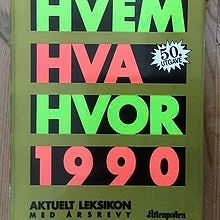 HVEM
HVA
50.
UTGAVE
HVOR
1990
AKTUELT LEKSIKON
MED ÅRSREVY
Aftenposten